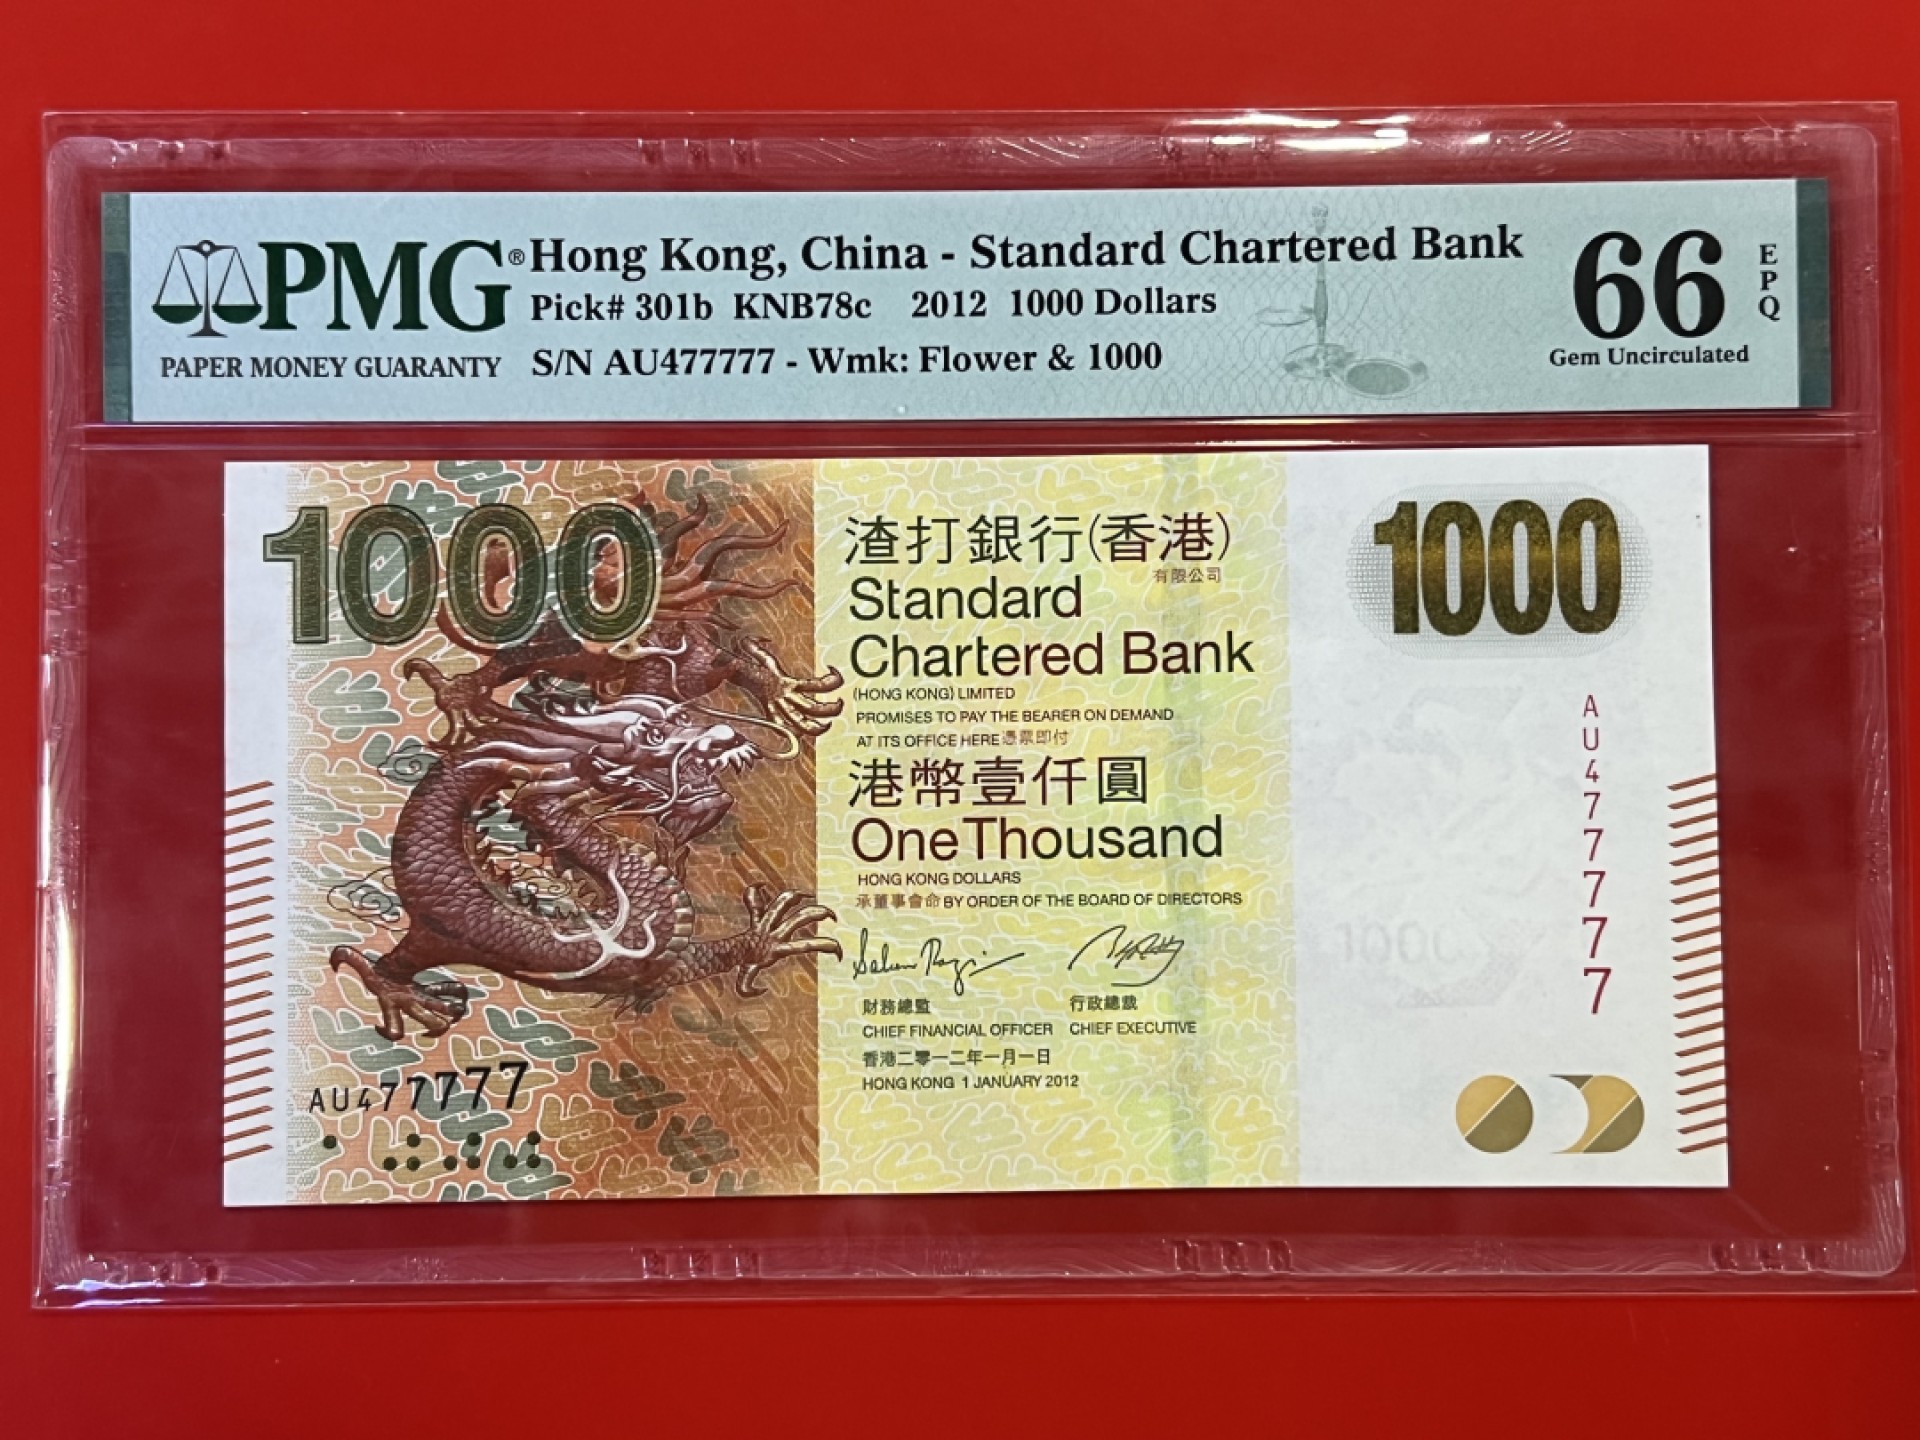 PMG®
PAPER MONEY GUARANTY
Hong Kong, China - Standard Chartered Bank
Pick# 301b KNB78c 2012 1000 Dollars
S/N AU477777 - Wmk: Flower & 1000
66
EPQ
Gem Uncirculated
1000
渣打銀行(香港)
有限公司
Standard
Chartered Bank
(HONG KONG) LIMITED
PROMISES TO PAY THE BEARER ON DEMAND
AT ITS OFFICE HERE憑票即付
港幣壹仟圓
One Thousand
HONG KONG DOLLARS
承董事會命 BY ORDER OF THE BOARD OF DIRECTORS
財務總監 行政總裁
CHIEF FINANCIAL OFFICER CHIEF EXECUTIVE
香港二零一二年一月一日
HONG KONG 1 JANUARY 2012
AU477777
1000
AU477777
1000